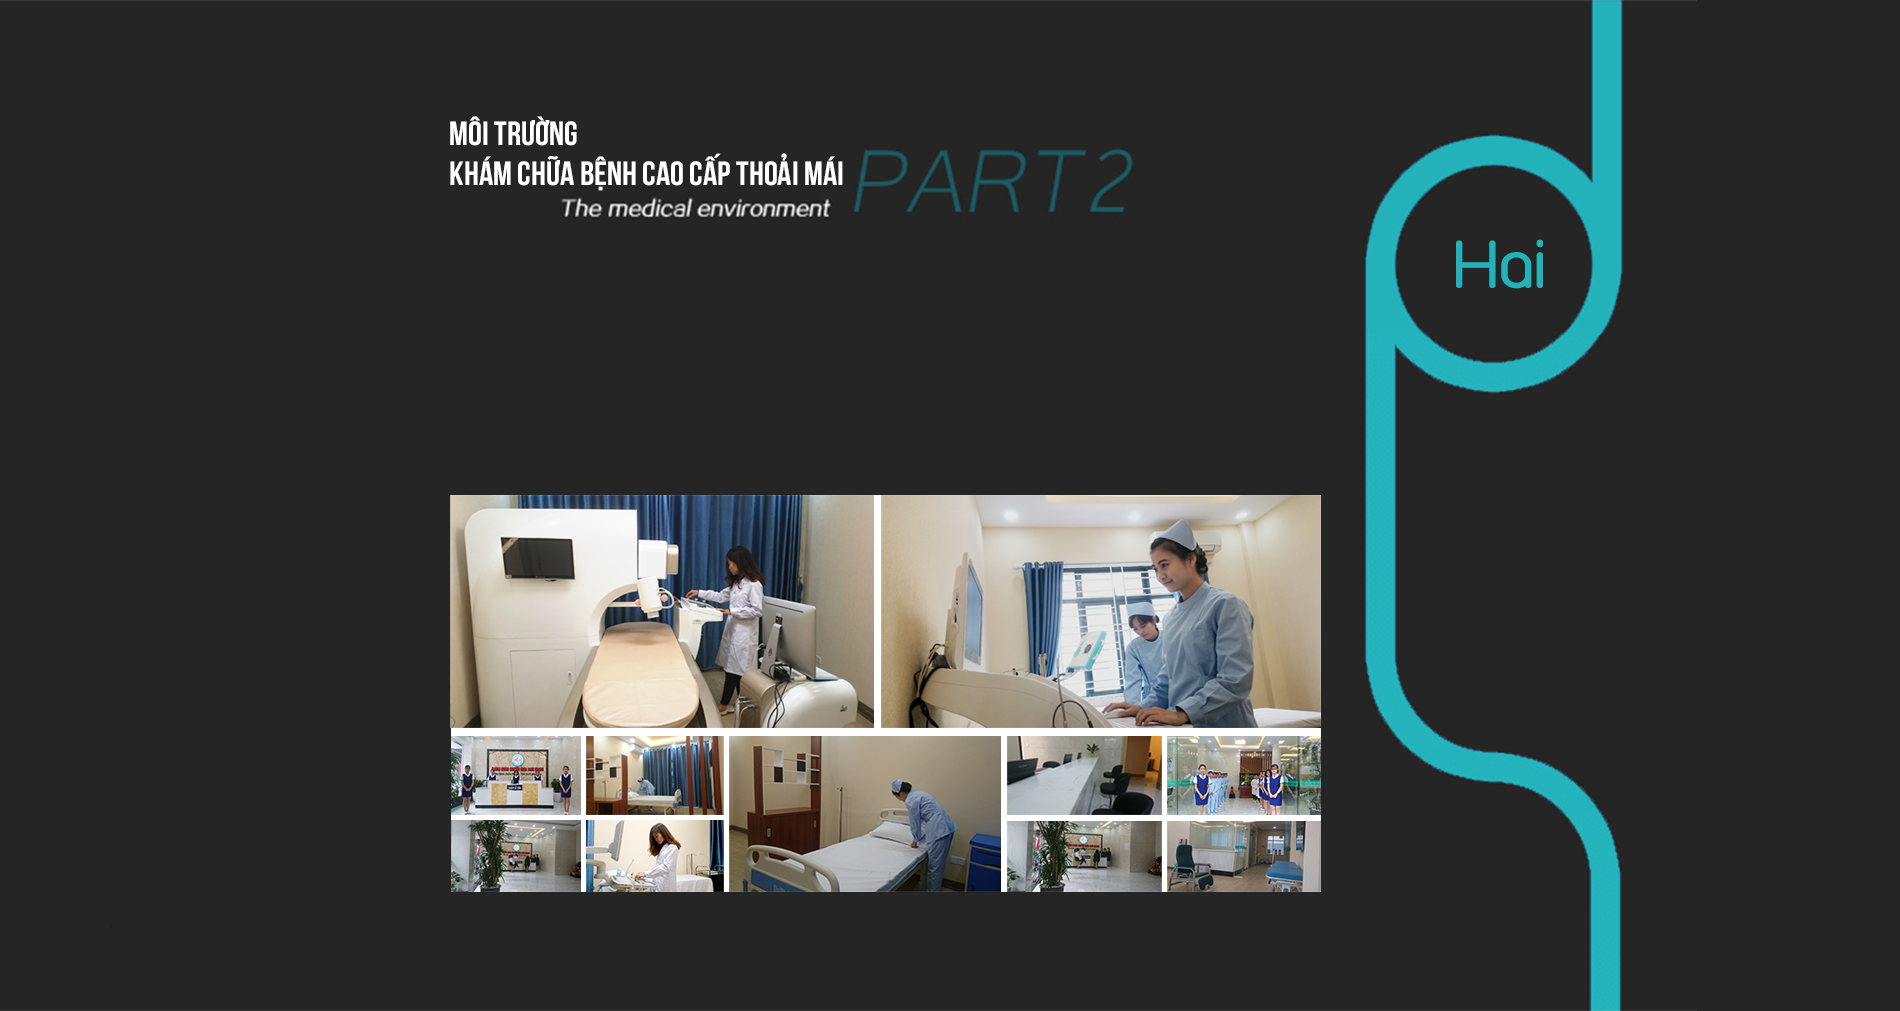 MÔI TRƯỜNG
KHÁM CHỮA BỆNH CAO CẤP THOẢI MÁI
The medical environment
PART2
Hai